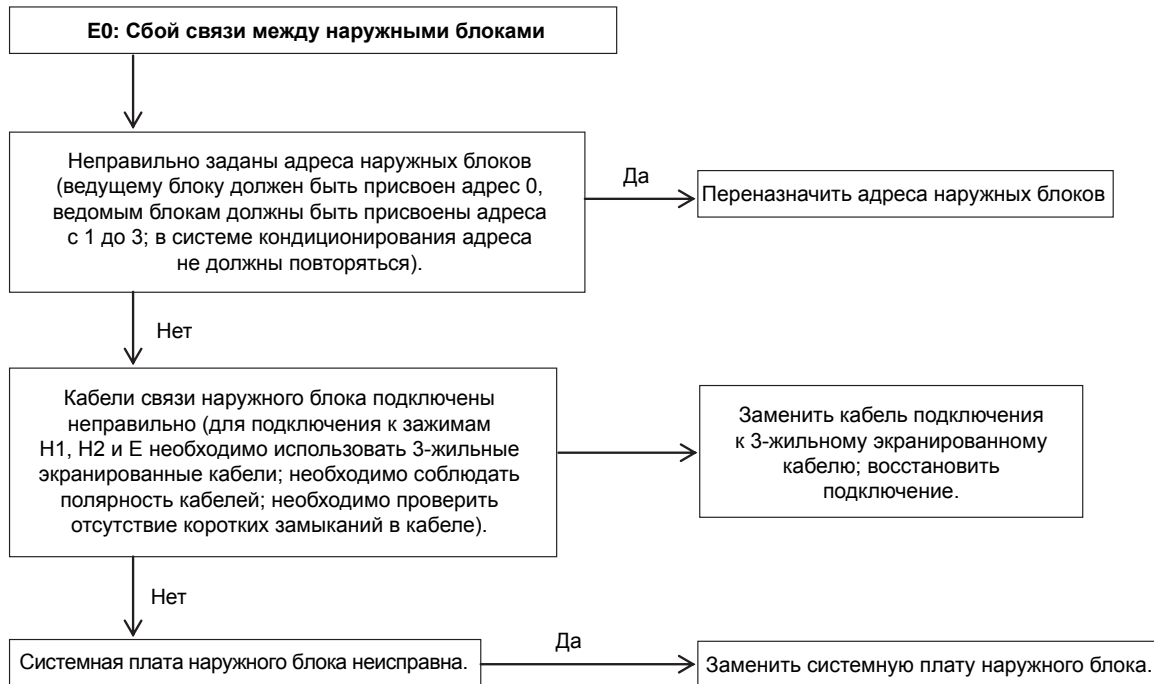 E0: Сбой связи между наружными блоками
Неправильно заданы адреса наружных блоков
(ведущему блоку должен быть присвоен адрес 0,
ведомым блокам должны быть присвоены адреса
с 1 до 3; в системе кондиционирования адреса
не должны повторяться).
Да
Переназначить адреса наружных блоков
Нет
Кабели связи наружного блока подключены
неправильно (для подключения к зажимам
H1, H2 и E необходимо использовать 3-жильные
экранированные кабели; необходимо соблюдать
полярность кабелей; необходимо проверить
отсутствие коротких замыканий в кабеле).
Заменить кабель подключения
к 3-жильному экранированному
кабелю; восстановить
подключение.
Нет
Системная плата наружного блока неисправна.
Да
Заменить системную плату наружного блока.